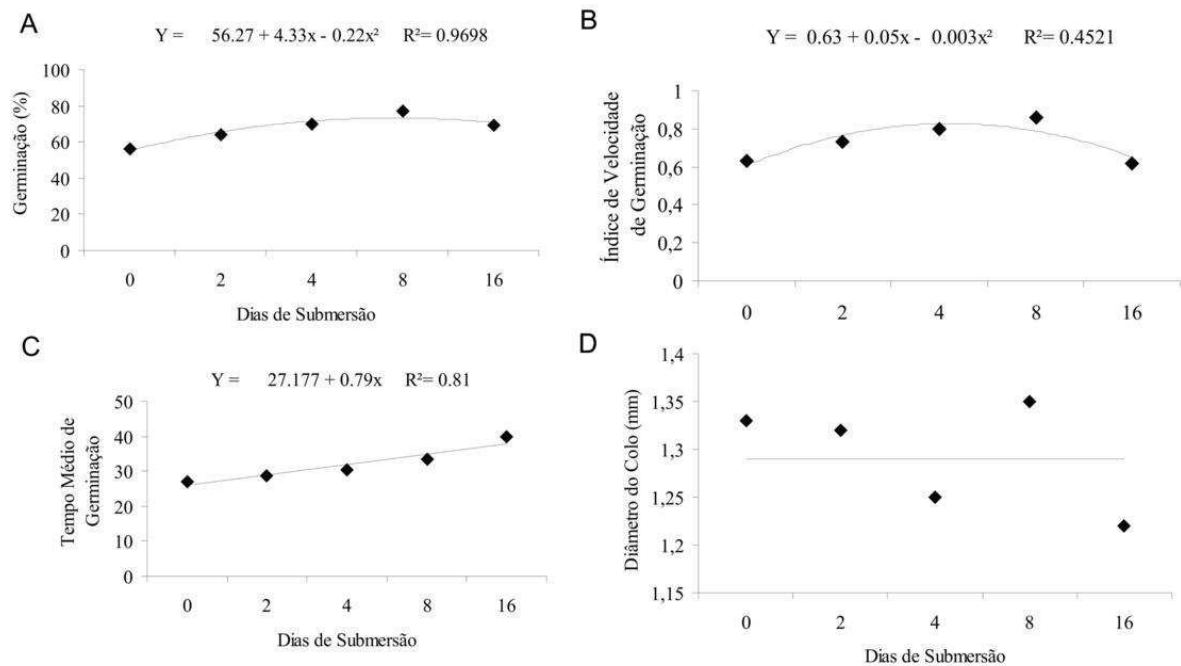 A
Y = 56.27 + 4.33x - 0.22x² R²= 0.9698
Germinação (%)
100
80
60
40
20
0
0 2 4 8 16
Dias de Submersão
B
Y = 0.63 + 0.05x - 0.003x² R²= 0.4521
Índice de Velocidade
de Germinação
1
0,8
0,6
0,4
0,2
0
0 2 4 8 16
C
Y = 27.177 + 0.79x R²= 0.81
Tempo Médio de
Germinação
50
40
30
20
10
0
0 2 4 8 16
Dias de Submersão
D
Diâmetro do Colo (mm)
1,4
1,35
1,3
1,25
1,2
1,15
0 2 4 8 16
Dias de Submersão